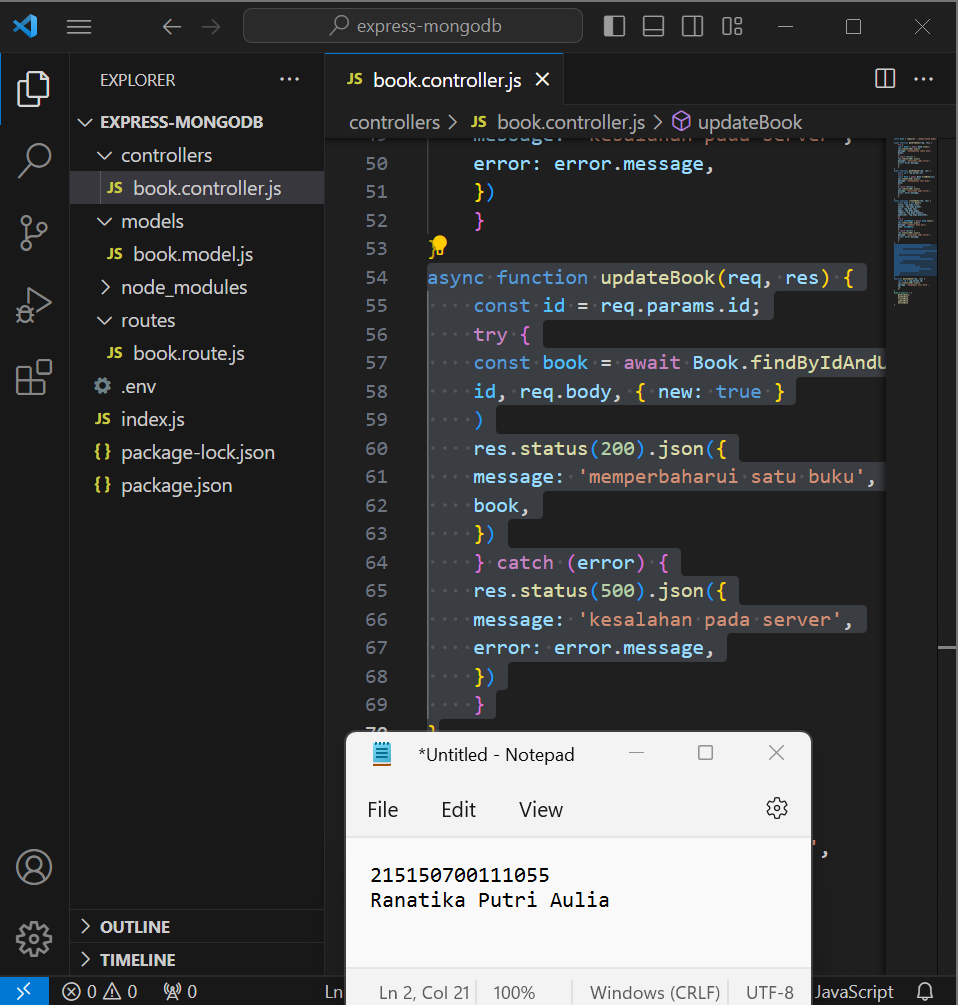 express-mongodb
EXPLORER
JS book.controller.js
EXPRESS-MONGODB
controllers
JS book.controller.js
models
JS book.model.js
node_modules
routes
JS book.route.js
.env
JS index.js
{} package-lock.json
{} package.json
OUTLINE
TIMELINE
controllers > JS book.controller.js > updateBook
49 message: 'kesalahan pada server',
50 error: error.message,
51 })
52 }
53 }
54 async function updateBook(req, res) {
55 const id = req.params.id;
56 try {
57 const book = await Book.findByIdAndU
58 id, req.body, { new: true }
59 )
60 res.status(200).json({
61 message: 'memperbaharui satu buku',
62 book,
63 })
64 } catch (error) {
65 res.status(500).json({
66 message: 'kesalahan pada server',
67 error: error.message,
68 })
69 }
70 }
',
*Untitled - Notepad
File Edit View
215150700111055
Ranatika Putri Aulia
Ln 2, Col 21 100% Windows (CRLF) UTF-8
0 0 0 Ln JavaScript